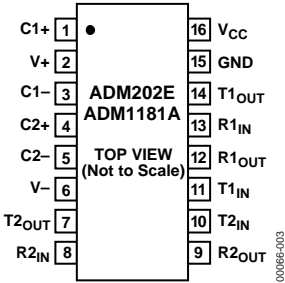 C1+ 1
V+ 2
C1– 3
C2+ 4
C2– 5
V– 6
T2OUT 7
R2IN 8
ADM202E
ADM1181A
TOP VIEW
(Not to Scale)
16 VCC
15 GND
14 T1OUT
13 R1IN
12 R1OUT
11 T1IN
10 T2IN
9 R2OUT
00066-003